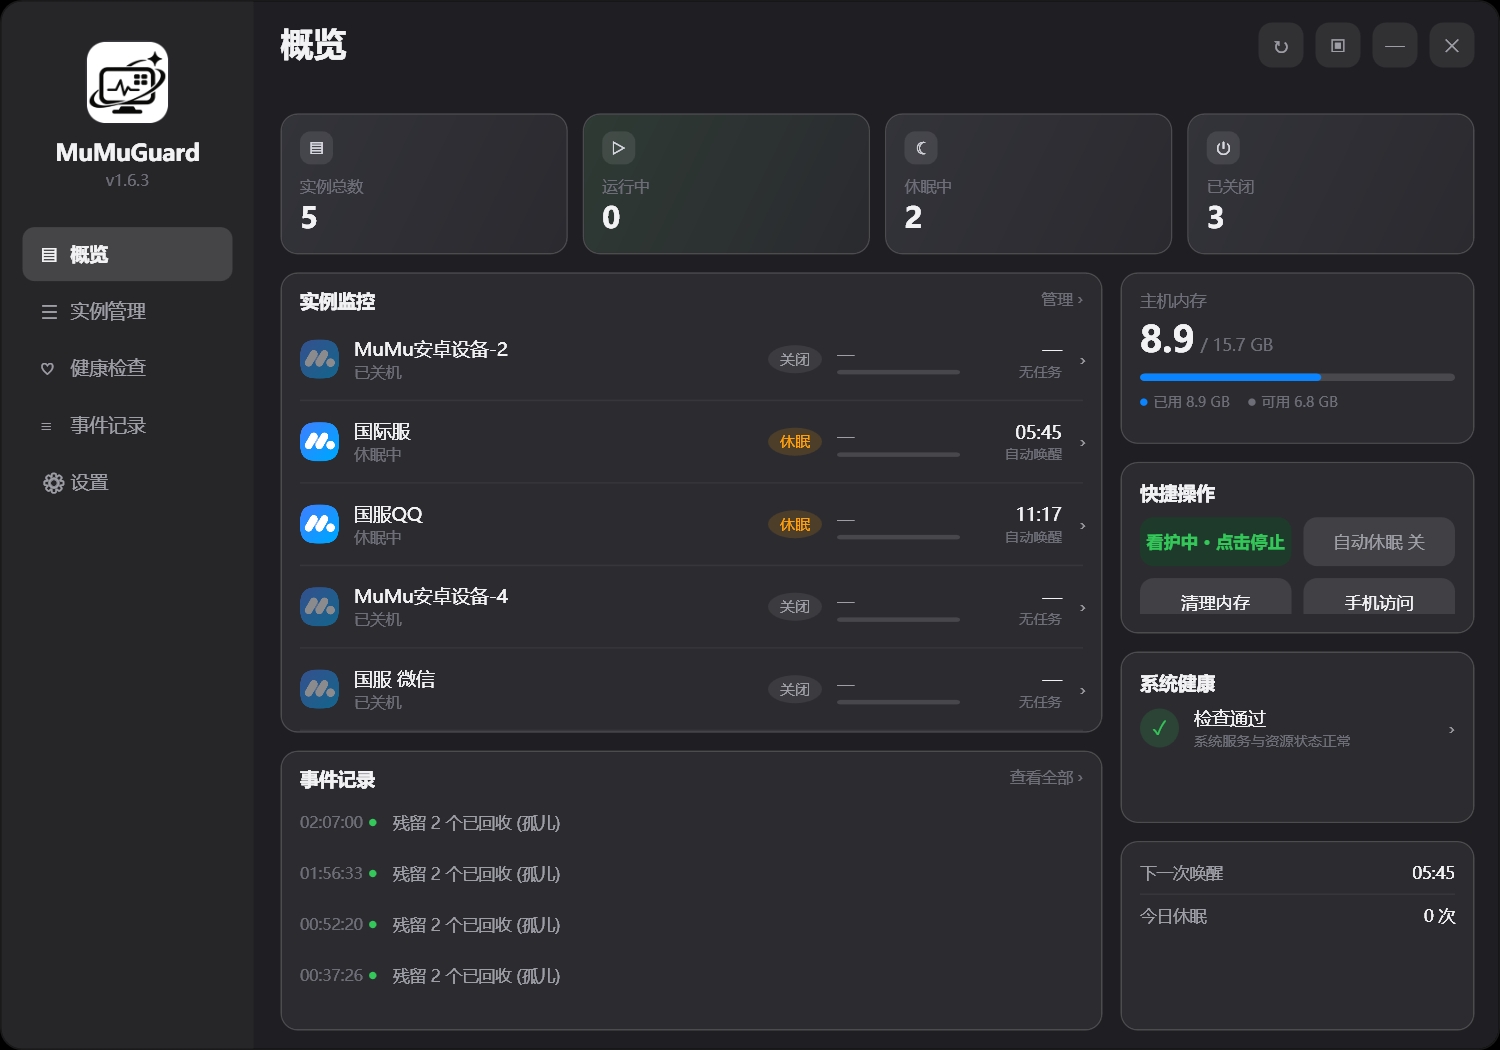 MuMuGuard
v1.6.3
概览
实例管理
健康检查
事件记录
设置
概览
实例总数
5
运行中
0
休眠中
2
已关闭
3
实例监控
管理 ›
MuMu安卓设备-2
已关机
关闭
—
—
无任务
国际服
休眠中
休眠
—
05:45
自动唤醒
国服QQ
休眠中
休眠
—
11:17
自动唤醒
MuMu安卓设备-4
已关机
关闭
—
—
无任务
国服 微信
已关机
关闭
—
—
无任务
事件记录
查看全部 ›
02:07:00 ● 残留 2 个已回收 (孤儿)
01:56:33 ● 残留 2 个已回收 (孤儿)
00:52:20 ● 残留 2 个已回收 (孤儿)
00:37:26 ● 残留 2 个已回收 (孤儿)
主机内存
8.9 / 15.7 GB
● 已用 8.9 GB ● 可用 6.8 GB
快捷操作
看护中 • 点击停止
自动休眠 关
清理内存
手机访问
系统健康
检查通过
系统服务与资源状态正常
下一次唤醒 05:45
今日休眠 0 次